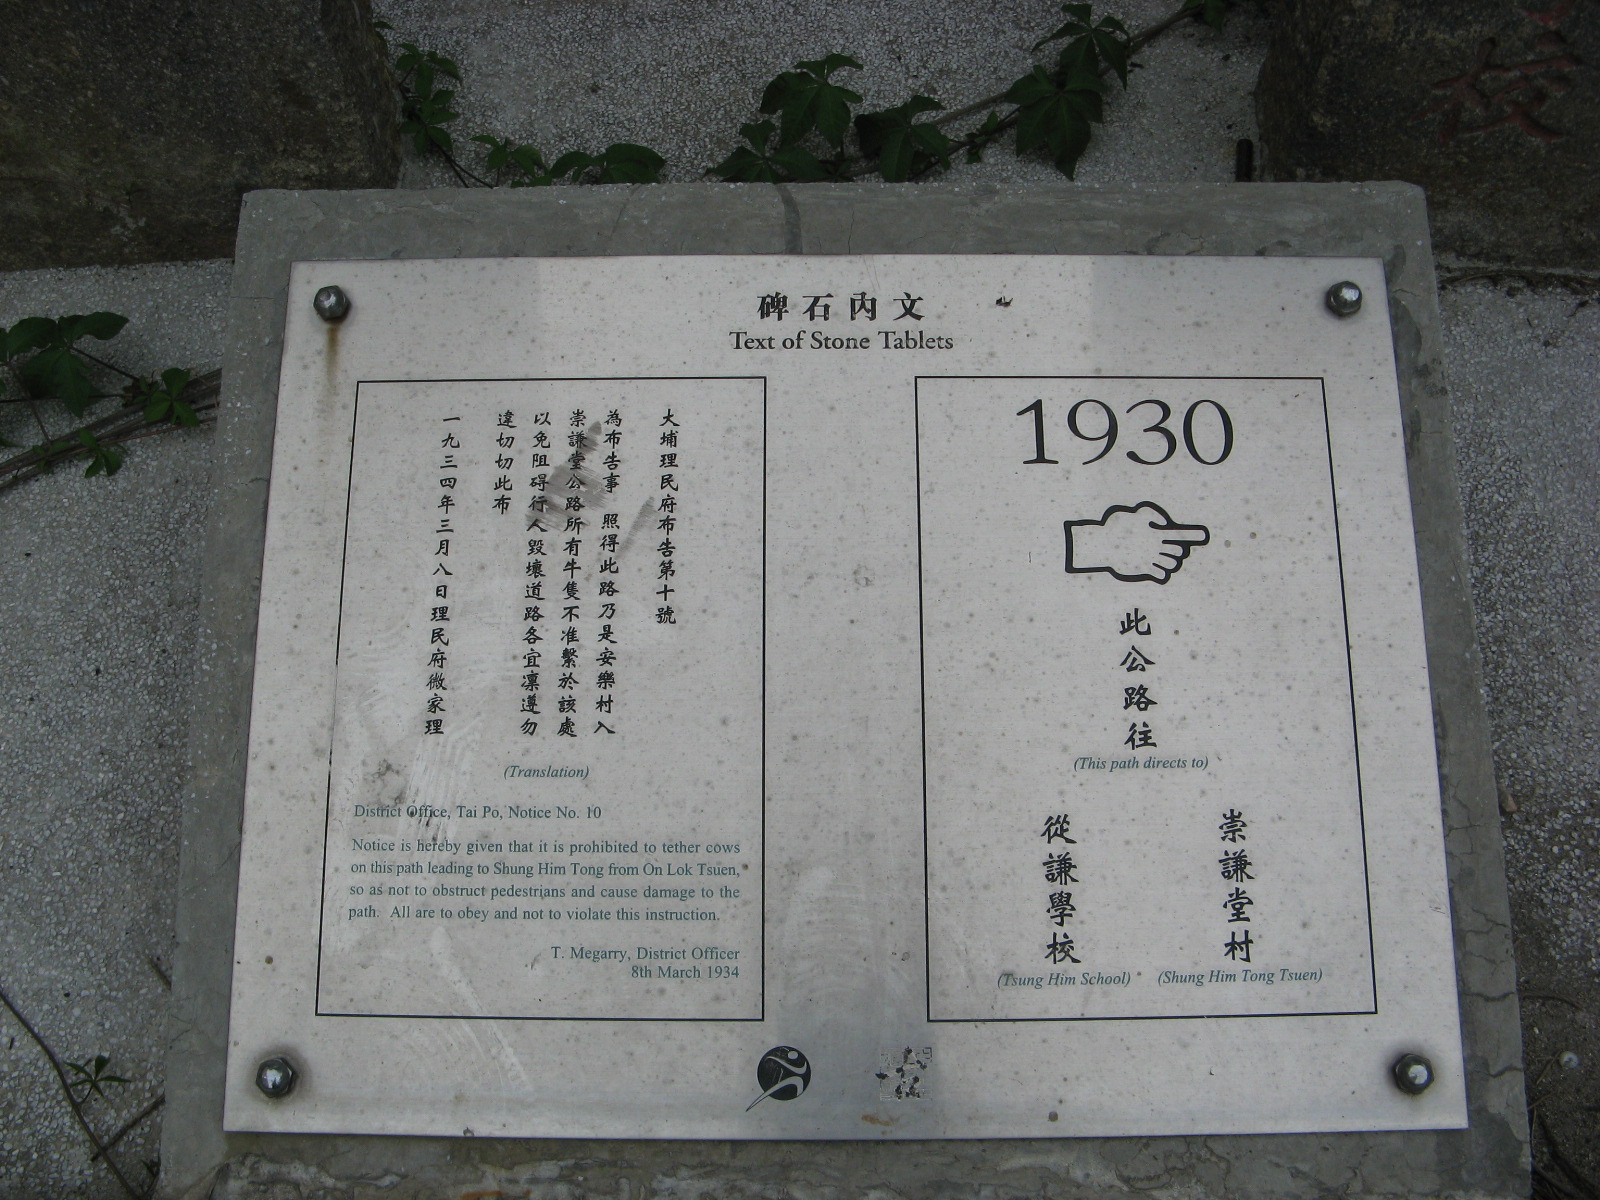 碑石內文
Text of Stone Tablets
大埔理民府布告第十號
為布告事 照得此路乃是安樂村入
崇謙堂公路所有牛隻不准繫於該處
以免阻碍行人毀壞道路各宜凛遵勿
違切切此布
一九三四年三月八日理民府微家理
(Translation)
District Office, Tai Po, Notice No. 10
Notice is hereby given that it is prohibited to tether cows
on this path leading to Shung Him Tong from On Lok Tsuen,
so as not to obstruct pedestrians and cause damage to the
path. All are to obey and not to violate this instruction.
T. Megarry, District Officer
8th March 1934
1930
此公路往
(This path directs to)
從謙學校
(Tsung Him School)
崇謙堂村
(Shung Him Tong Tsuen)